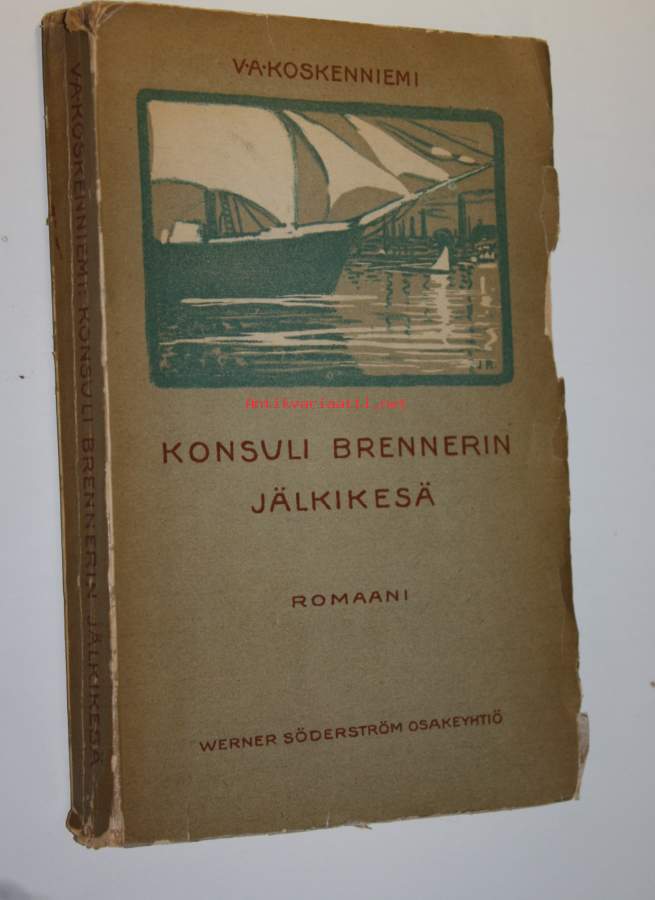 V·A·KOSKENNIEMI
J R
Antikvariaatti.net
KONSULI BRENNERIN
JÄLKIKESÄ
ROMAANI
WERNER SÖDERSTRÖM OSAKEYHTIÖ
V.A.KOSKENNIEMI: KONSULI BRENNERIN JÄLKIKESÄ